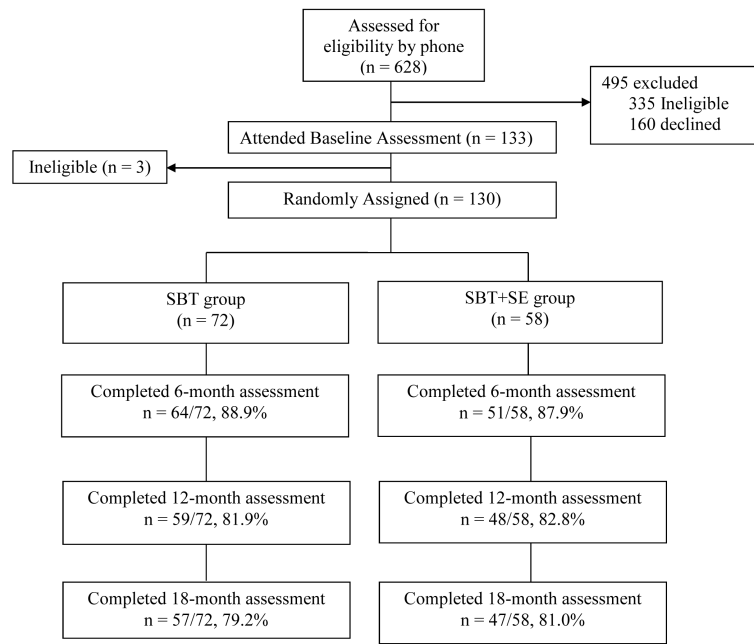 Assessed for
eligibility by phone
(n = 628)
495 excluded
335 Ineligible
160 declined
Attended Baseline Assessment (n = 133)
Ineligible (n = 3)
Randomly Assigned (n = 130)
SBT group
(n = 72)
SBT+SE group
(n = 58)
Completed 6-month assessment
n = 64/72, 88.9%
Completed 6-month assessment
n = 51/58, 87.9%
Completed 12-month assessment
n = 59/72, 81.9%
Completed 12-month assessment
n = 48/58, 82.8%
Completed 18-month assessment
n = 57/72, 79.2%
Completed 18-month assessment
n = 47/58, 81.0%